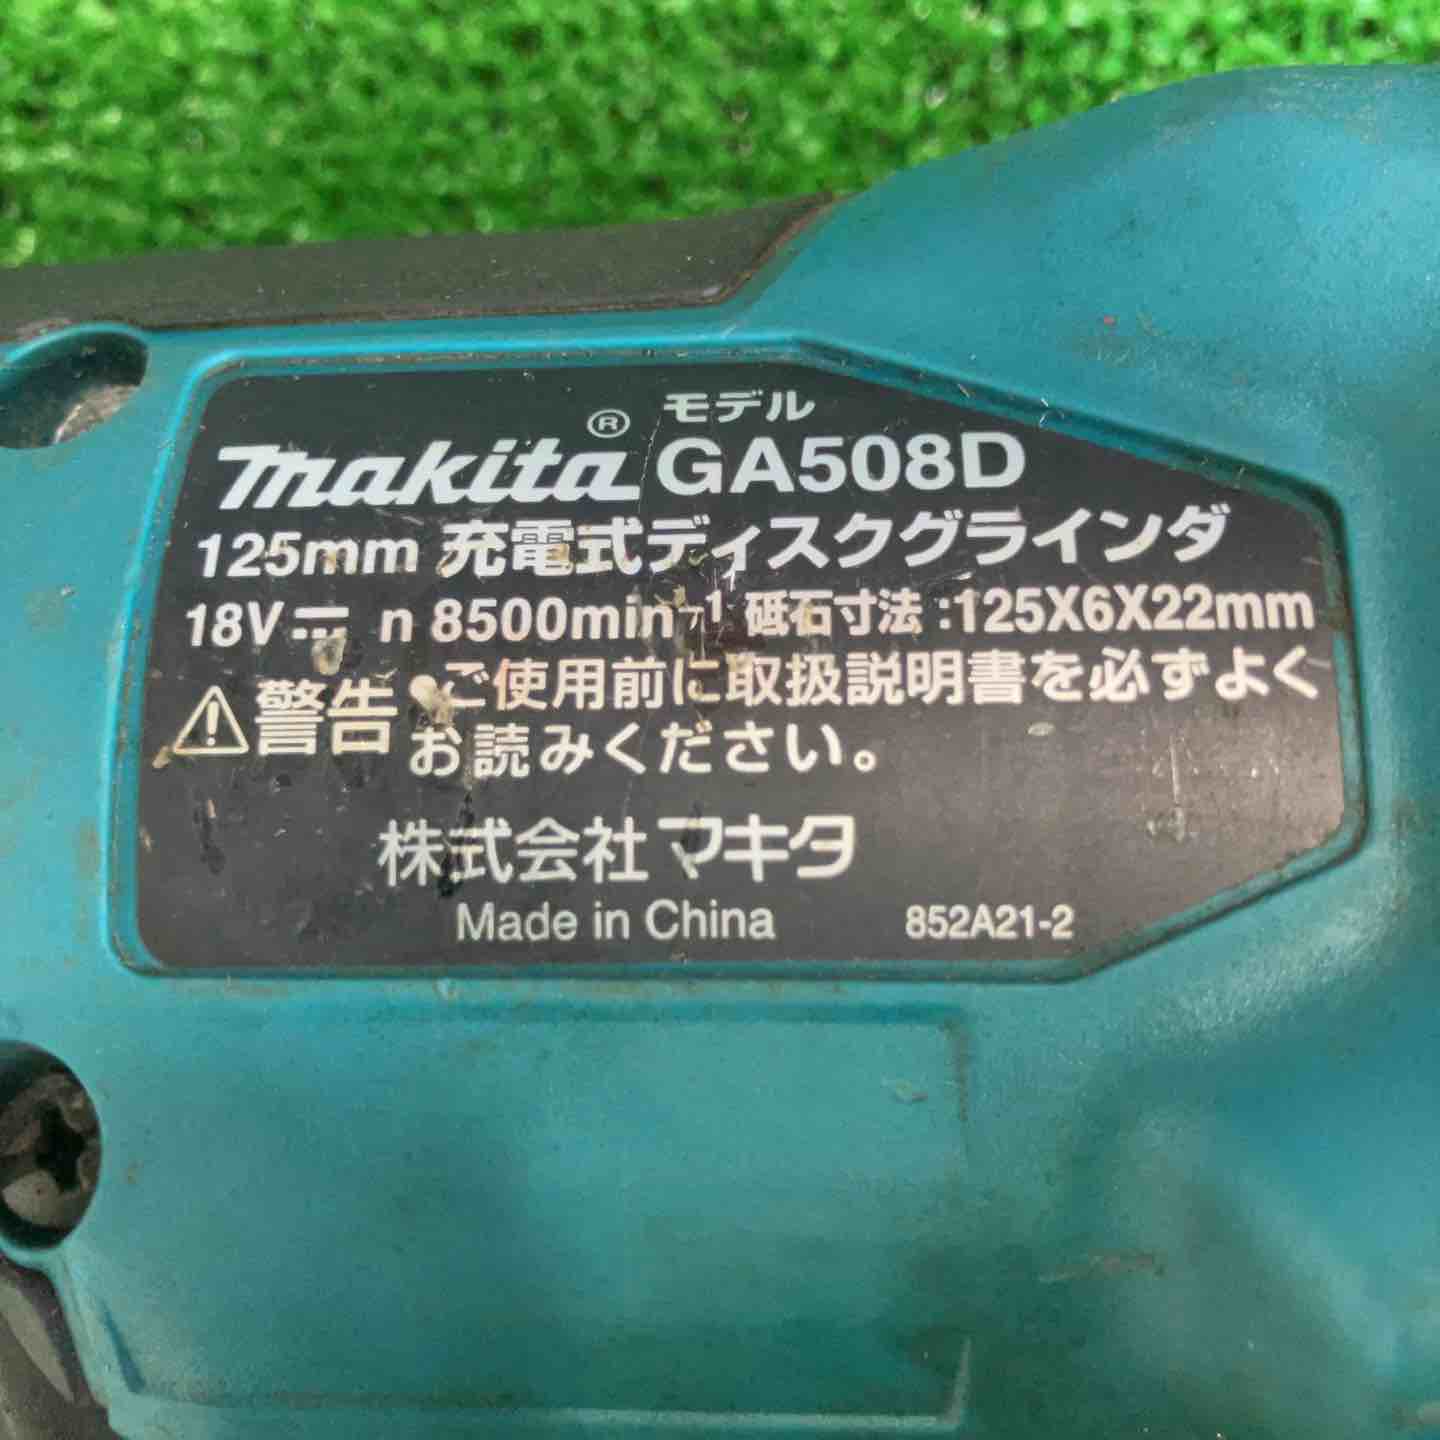 モデル
makita® GA508D
125mm 充電式ディスクグラインダ
18V⎓ n 8500min⁻¹ 砥石寸法:125X6X22mm
⚠警告 •ご使用前に取扱説明書を必ずよく
お読みください。
株式会社マキタ
Made in China 852A21-2